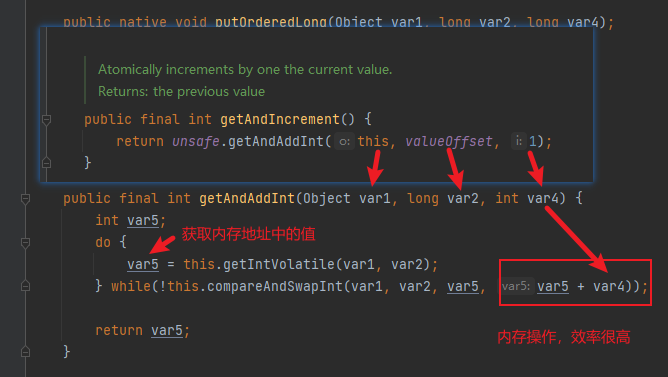 public native void putOrderedLong(Object var1, long var2, long var4);
Atomically increments by one the current value.
Returns: the previous value
public final int getAndIncrement() {
return unsafe.getAndAddInt( o: this, valueOffset, i: 1);
}
public final int getAndAddInt(Object var1, long var2, int var4) {
int var5;
获取内存地址中的值
do {
var5 = this.getIntVolatile(var1, var2);
} while(!this.compareAndSwapInt(var1, var2, var5, var5: var5 + var4));
return var5;
内存操作，效率很高
}